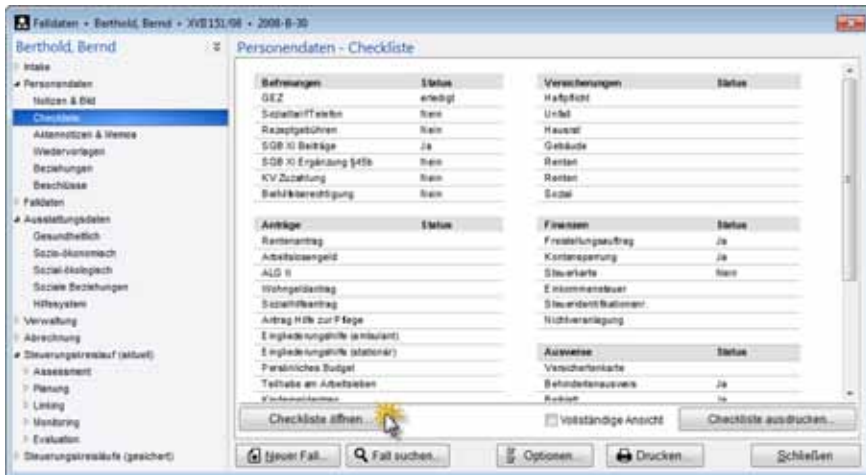 Falldaten • Berthold, Bernd • XVII151/98 • 2008-B-30
Berthold, Bernd
Intake
Personendaten
Notizen & Bild
Checkliste
Aktennotizen & Memos
Wiedervorlagen
Beziehungen
Beschlüsse
Falldaten
Ausstattungsdaten
Gesundheitlich
Sozio-ökonomisch
Sozial-ökologisch
Soziale Beziehungen
Hilfesystem
Verwaltung
Abrechnung
Steuerungskreislauf (aktuell)
Assessment
Planung
Linking
Monitoring
Evaluation
Steuerungskreisläufe (gesichert)
Personendaten - Checkliste
Befreiungen Status
GEZ erledigt
Sozialtarif Telefon Nein
Rezeptgebühren Nein
SGB XI Beiträge Ja
SGB XI Ergänzung §45b Nein
KV Zuzahlung Nein
Beihilfeberechtigung Nein
Anträge Status
Rentenantrag
Arbeitslosengeld
ALG II
Wohngeldantrag
Sozialhilfeantrag
Antrag Hilfe zur Pflege
Eingliederungshilfe (ambulant)
Eingliederungshilfe (stationär)
Persönliches Budget
Teilhabe am Arbeitsleben
Kindergeldantrag
Versicherungen Status
Haftpflicht
Unfall
Hausrat
Gebäude
Renten
Renten
Sozial
Finanzen Status
Freistellungsauftrag Ja
Kontensperrung Ja
Steuerkarte Nein
Einkommensteuer
Steueridentifikationsnr.
Nichtveranlagung
Ausweise Status
Versichertenkarte
Behindertenausweis Ja
Beiblatt Ja
Checkliste öffnen...
Vollständige Ansicht
Checkliste ausdrucken...
Neuer Fall...
Fall suchen...
Optionen...
Drucken...
Schließen